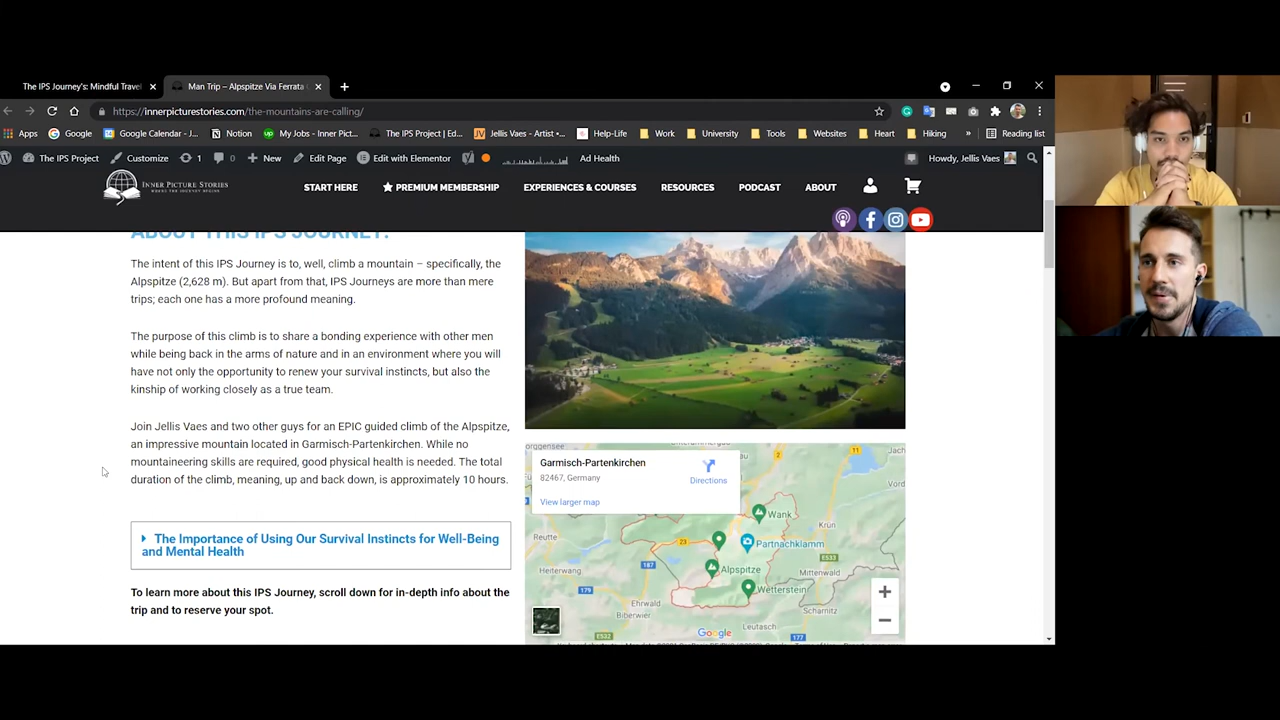 The IPS Journey's: Mindful Travel
Man Trip – Alpspitze Via Ferrata
https://innerpicturestories.com/the-mountains-are-calling/
Apps
Google
Google Calendar - J...
Notion
My Jobs - Inner Pict...
The IPS Project | Ed...
Jellis Vaes - Artist •...
Help-Life
Work
University
Tools
Websites
Heart
Hiking
»
Reading list
The IPS Project
Customize
1
0
New
Edit Page
Edit with Elementor
Ad Health
Howdy, Jellis Vaes
INNER PICTURE STORIES
START HERE
PREMIUM MEMBERSHIP
EXPERIENCES & COURSES
RESOURCES
PODCAST
ABOUT
ABOUT THIS IPS JOURNEY:
The intent of this IPS Journey is to, well, climb a mountain – specifically, the
Alpspitze (2,628 m). But apart from that, IPS Journeys are more than mere
trips; each one has a more profound meaning.
The purpose of this climb is to share a bonding experience with other men
while being back in the arms of nature and in an environment where you will
have not only the opportunity to renew your survival instincts, but also the
kinship of working closely as a true team.
Join Jellis Vaes and two other guys for an EPIC guided climb of the Alpspitze,
an impressive mountain located in Garmisch-Partenkirchen. While no
mountaineering skills are required, good physical health is needed. The total
duration of the climb, meaning, up and back down, is approximately 10 hours.
The Importance of Using Our Survival Instincts for Well-Being
and Mental Health
To learn more about this IPS Journey, scroll down for in-depth info about the
trip and to reserve your spot.
Garmisch-Partenkirchen
82467, Germany
View larger map
Directions
2
11
Reutte
Wank
Krün
Partnachklamm
E533
23
187
Heiterwang
Alpspitze
Mittenwald
179
Wetterstein
Ehrwald
Scharnitz
Biberwier
Leutasch
E532
177
Google
+
−